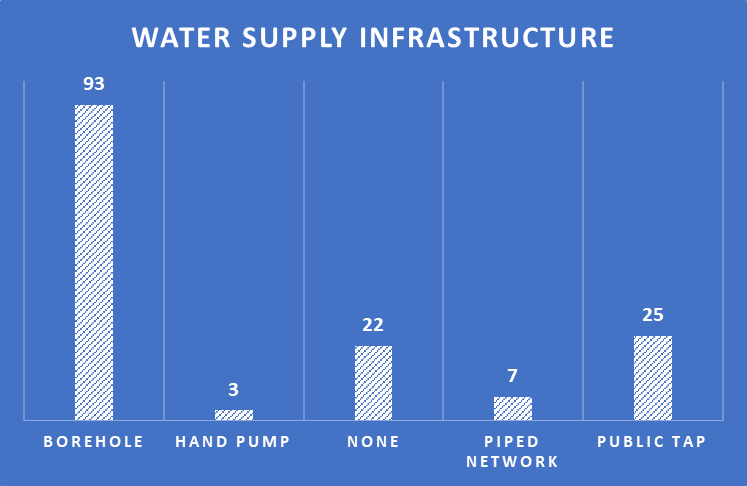 WATER SUPPLY INFRASTRUCTURE
93
3
22
7
25
BOREHOLE
HAND PUMP
NONE
PIPED
NETWORK
PUBLIC TAP